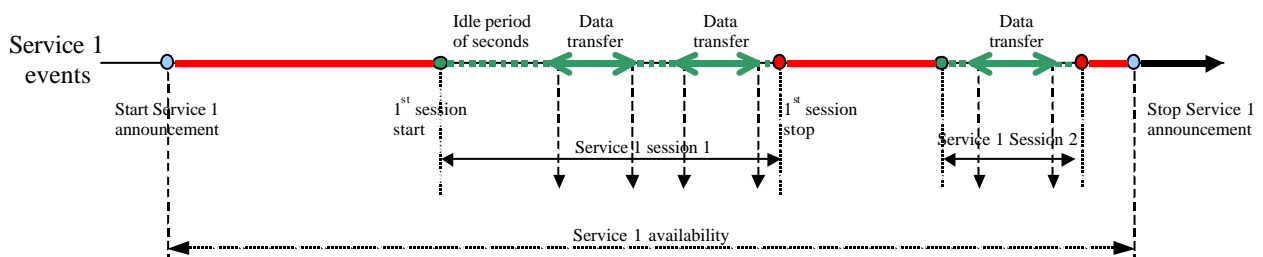 Idle period
of seconds
Data
transfer
Data
transfer
Data
transfer
Service 1
events
Start Service 1
announcement
1st session
start
1st session
stop
Stop Service 1
announcement
Service 1 session 1
Service 1 Session 2
Service 1 availability